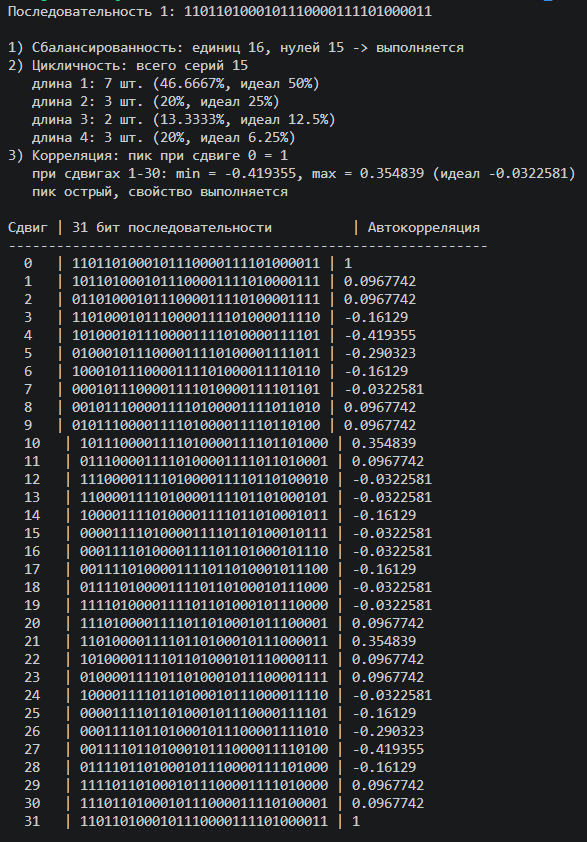 Последовательность 1: 1101101000101110000111101000011
1) Сбалансированность: единиц 16, нулей 15 -> выполняется
2) Цикличность: всего серий 15
длина 1: 7 шт. (46.6667%, идеал 50%)
длина 2: 3 шт. (20%, идеал 25%)
длина 3: 2 шт. (13.3333%, идеал 12.5%)
длина 4: 3 шт. (20%, идеал 6.25%)
3) Корреляция: пик при сдвиге 0 = 1
при сдвигах 1-30: min = -0.419355, max = 0.354839 (идеал -0.0322581)
пик острый, свойство выполняется
Сдвиг | 31 бит последовательности | Автокорреляция
------------------------------------------------------------
0 | 1101101000101110000111101000011 | 1
1 | 1011010001011100001111010000111 | 0.0967742
2 | 0110100010111000011110100001111 | 0.0967742
3 | 1101000101110000111101000011110 | -0.16129
4 | 1010001011100001111010000111101 | -0.419355
5 | 0100010111000011110100001111011 | -0.290323
6 | 1000101110000111101000011110110 | -0.16129
7 | 0001011100001111010000111101101 | -0.0322581
8 | 0010111000011110100001111011010 | 0.0967742
9 | 0101110000111101000011110110100 | 0.0967742
10 | 1011100001111010000111101101000 | 0.354839
11 | 0111000011110100001111011010001 | 0.0967742
12 | 1110000111101000011110110100010 | -0.0322581
13 | 1100001111010000111101101000101 | -0.0322581
14 | 1000011110100001111011010001011 | -0.16129
15 | 0000111101000011110110100010111 | -0.0322581
16 | 0001111010000111101101000101110 | -0.0322581
17 | 0011110100001111011010001011100 | -0.16129
18 | 0111101000011110110100010111000 | -0.0322581
19 | 1111010000111101101000101110000 | -0.0322581
20 | 1110100001111011010001011100001 | 0.0967742
21 | 1101000011110110100010111000011 | 0.354839
22 | 1010000111101101000101110000111 | 0.0967742
23 | 0100001111011010001011100001111 | 0.0967742
24 | 1000011110110100010111000011110 | -0.0322581
25 | 0000111101101000101110000111101 | -0.16129
26 | 0001111011010001011100001111010 | -0.290323
27 | 0011110110100010111000011110100 | -0.419355
28 | 0111101101000101110000111101000 | -0.16129
29 | 1111011010001011100001111010000 | 0.0967742
30 | 1110110100010111000011110100001 | 0.0967742
31 | 1101101000101110000111101000011 | 1